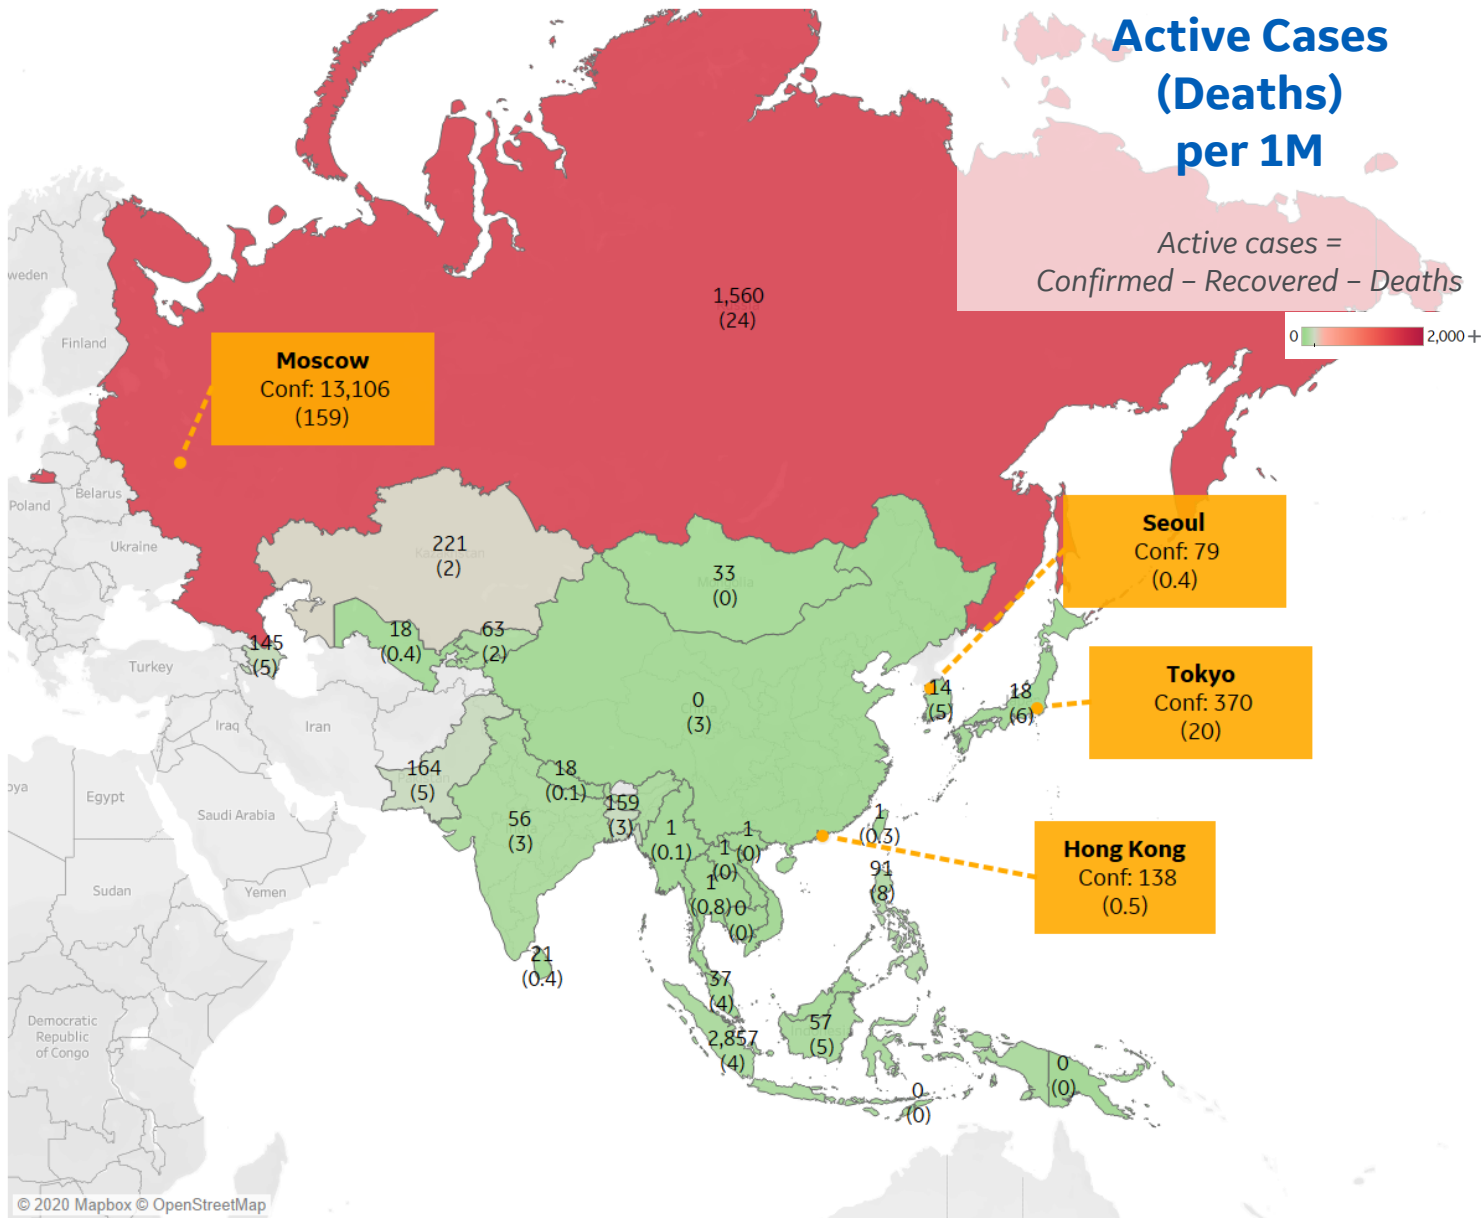 Active Cases
(Deaths)
per 1M
Active cases =
Confirmed – Recovered – Deaths
0
2,000+
1,560
(24)
Moscow
Conf: 13,106
(159)
weden
Finland
Poland
Belarus
Ukraine
Turkey
Iraq
Iran
oya
Egypt
Saudi Arabia
Sudan
Yemen
Democratic
Republic
of Congo
221
(2)
Kazakhstan
33
(0)
Mongolia
Seoul
Conf: 79
(0.4)
Tokyo
Conf: 370
(20)
Hong Kong
Conf: 138
(0.5)
145
(5)
18
(0.4)
63
(2)
0
(3)
China
14
(5)
18
(6)
164
(5)
18
(0.1)
56
(3)
159
(3)
1
(0.1)
1
(0)
1
(0)
1
(0.8)
0
(0)
1
(0.3)
91
(8)
21
(0.4)
37
(4)
2,857
(4)
57
(5)
0
(0)
0
(0)
© 2020 Mapbox © OpenStreetMap